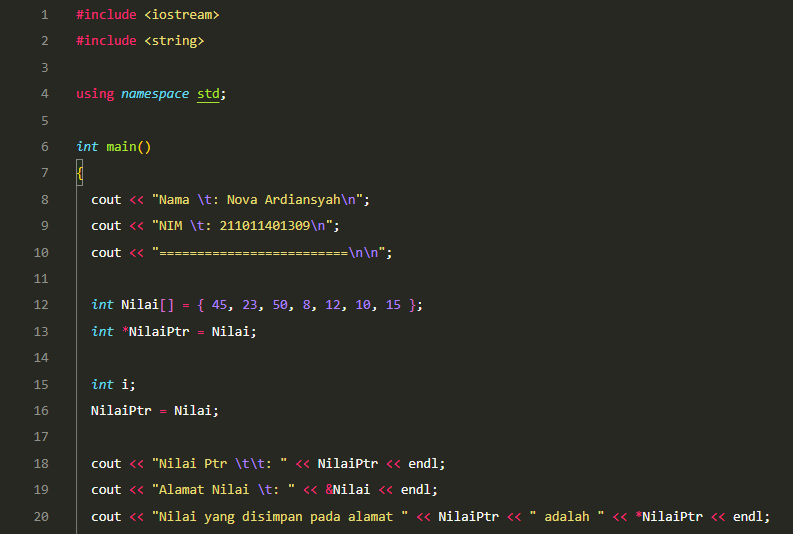 1 #include <iostream>
2 #include <string>
3
4 using namespace std;
5
6 int main()
7 {
8 cout << "Nama \t: Nova Ardiansyah\n";
9 cout << "NIM \t: 211011401309\n";
10 cout << "=========================\n\n";
11
12 int Nilai[] = { 45, 23, 50, 8, 12, 10, 15 };
13 int *NilaiPtr = Nilai;
14
15 int i;
16 NilaiPtr = Nilai;
17
18 cout << "Nilai Ptr \t\t: " << NilaiPtr << endl;
19 cout << "Alamat Nilai \t: " << &Nilai << endl;
20 cout << "Nilai yang disimpan pada alamat " << NilaiPtr << " adalah " << *NilaiPtr << endl;